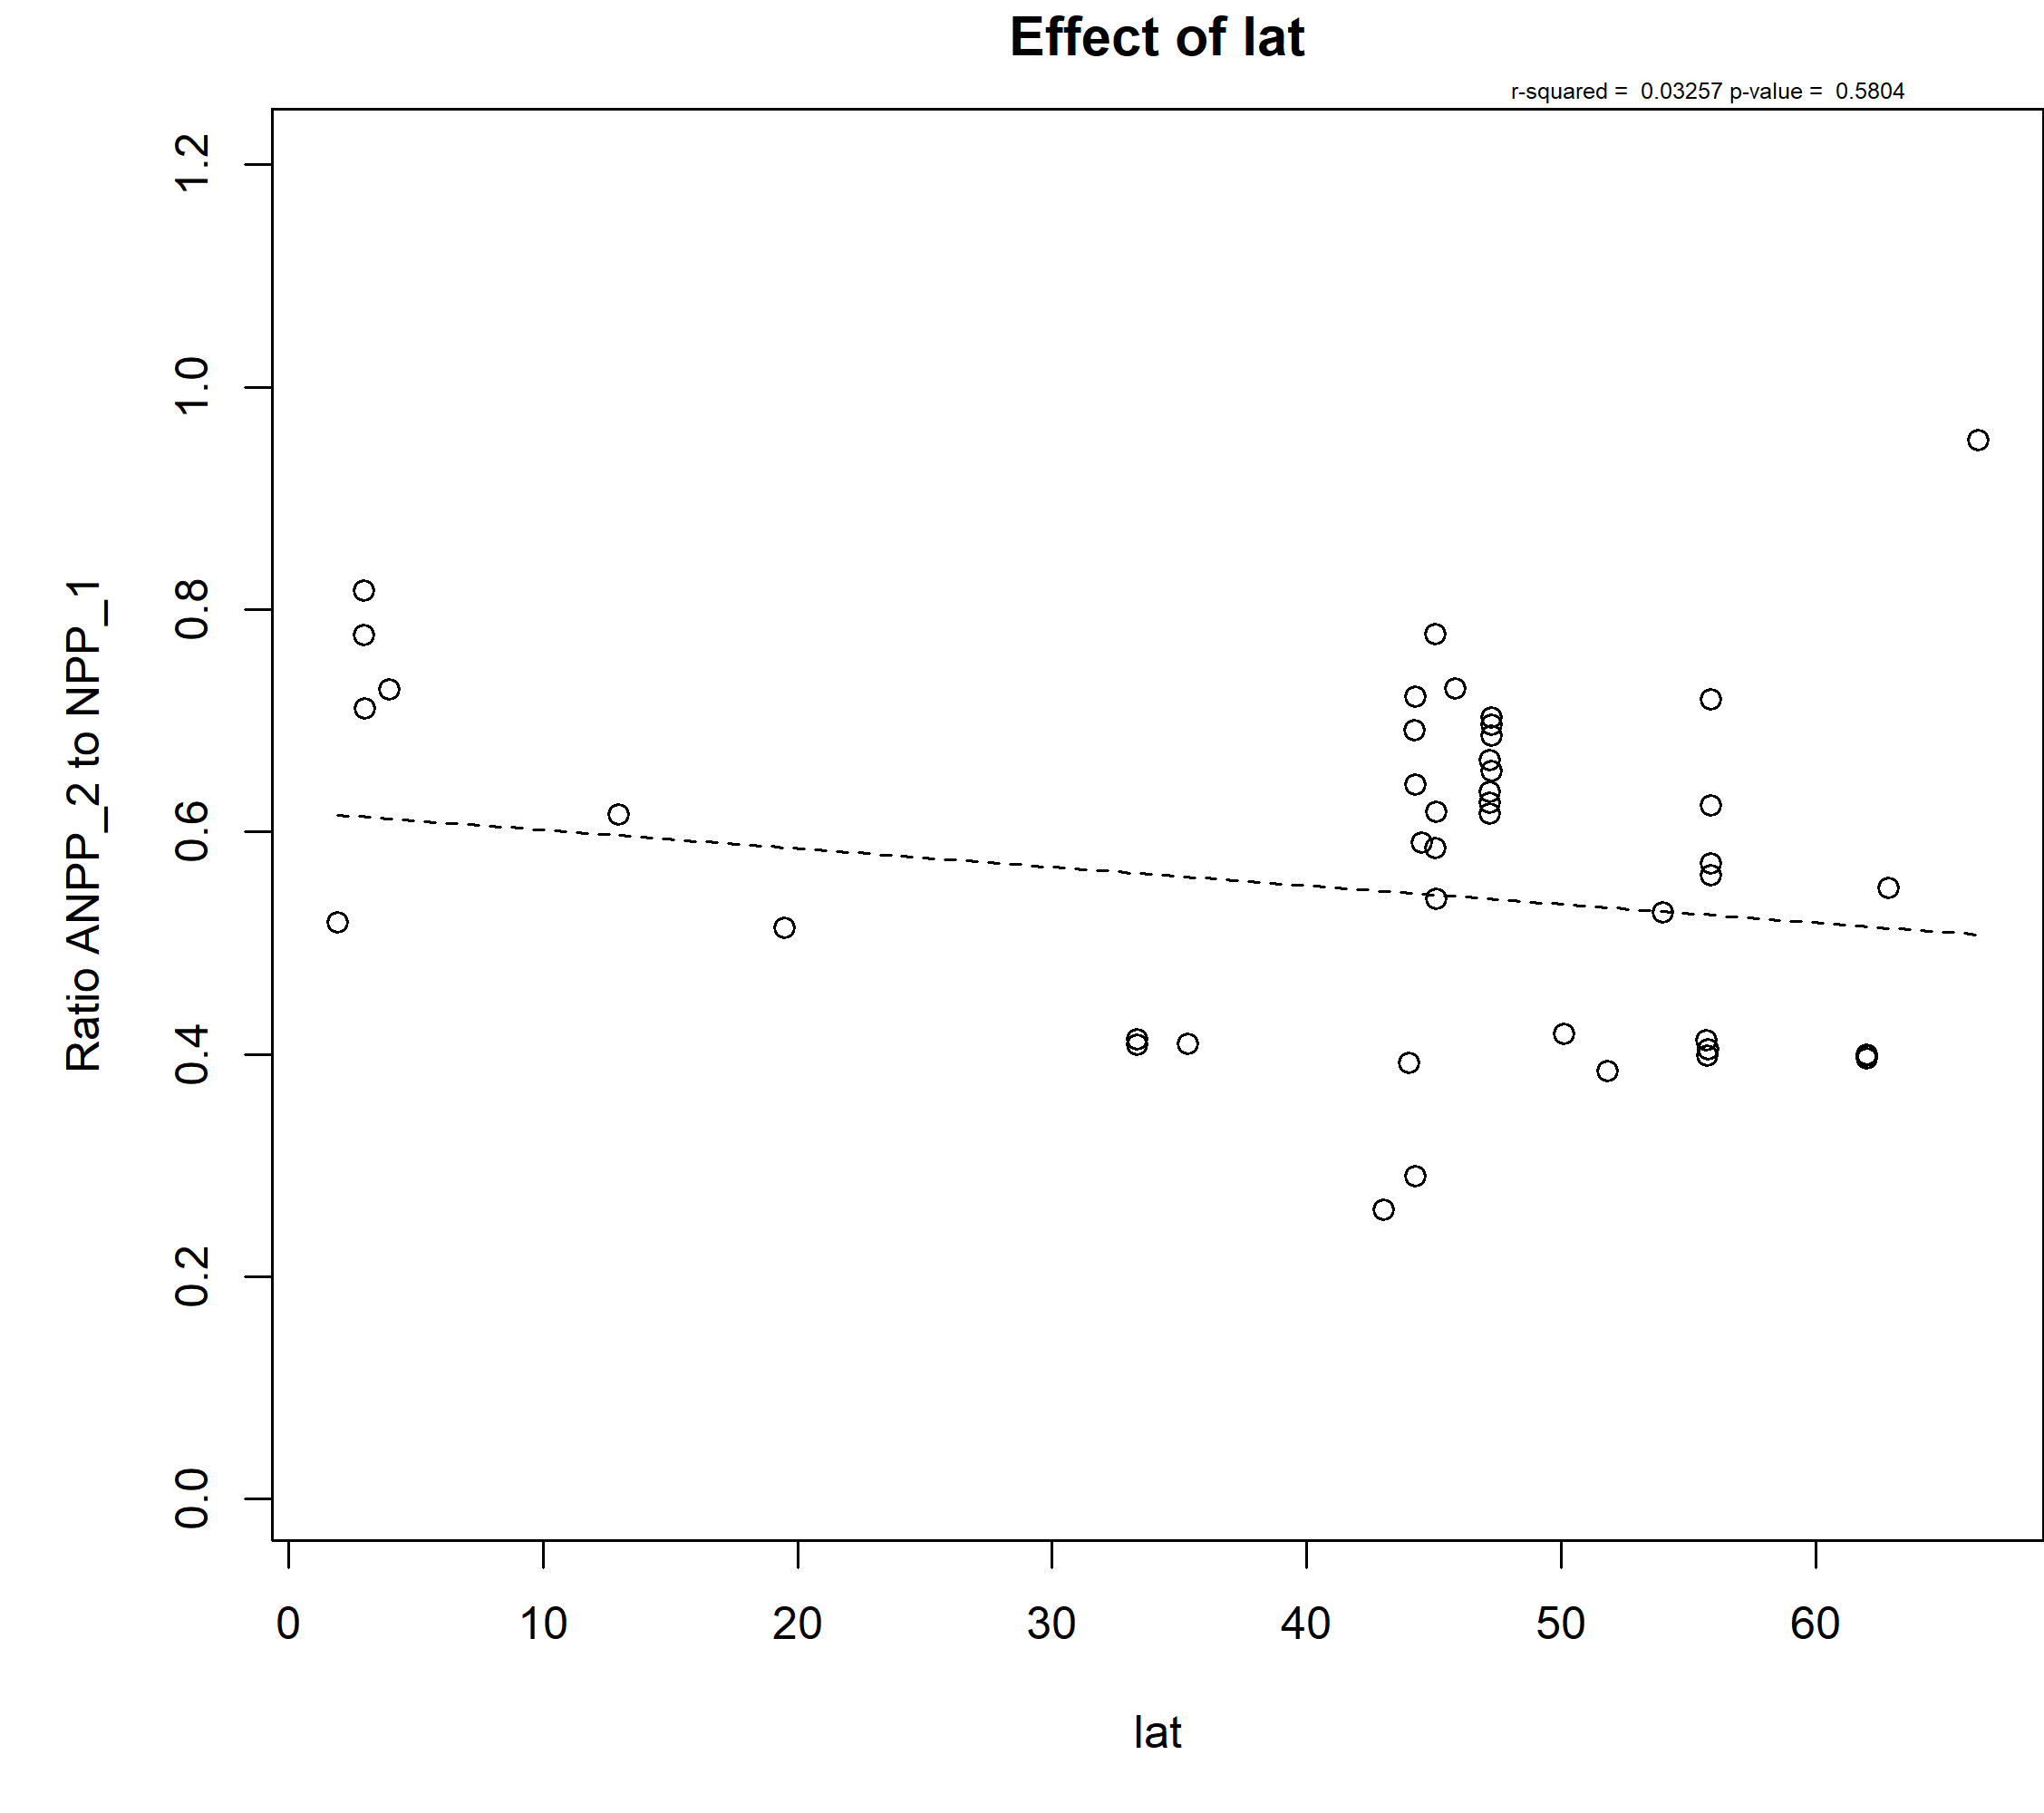 Effect of lat
r-squared = 0.03257 p-value = 0.5804
Ratio ANPP_2 to NPP_1
1.2
1.0
0.8
0.6
0.4
0.2
0.0
0 10 20 30 40 50 60
lat